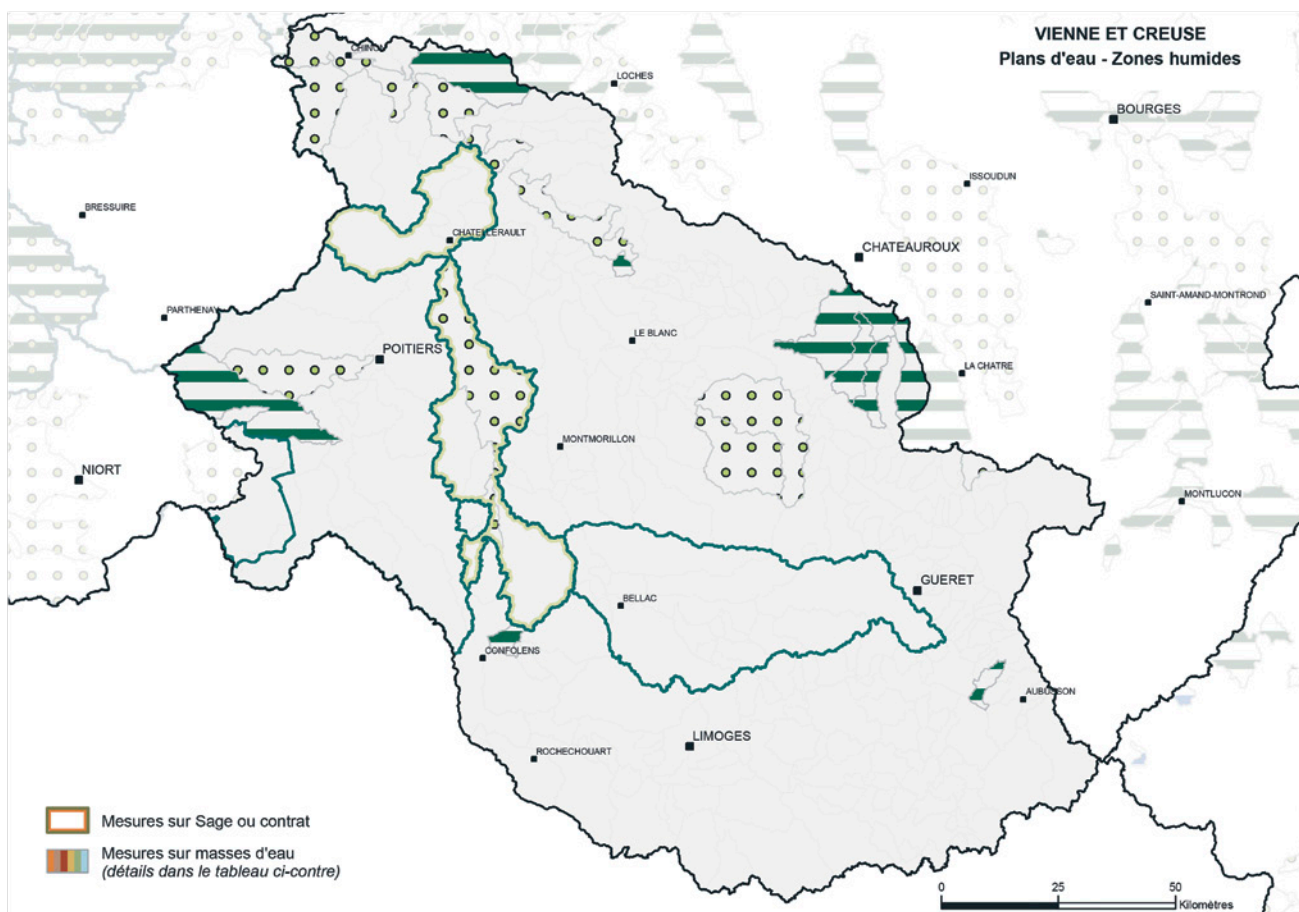 VIENNE ET CREUSE
Plans d'eau - Zones humides
CHINON
LOCHES
BOURGES
ISSOUDUN
BRESSUIRE
CHATELLERAULT
CHATEAUROUX
SAINT-AMAND-MONTROND
PARTHENAY
LE BLANC
POITIERS
LA CHATRE
MONTMORILLON
NIORT
MONTLUCON
GUERET
BELLAC
CONFOLENS
AUBUSSON
LIMOGES
ROCHECHOUART
Mesures sur Sage ou contrat
Mesures sur masses d'eau
(détails dans le tableau ci-contre)
0 25 50
Kilomètres